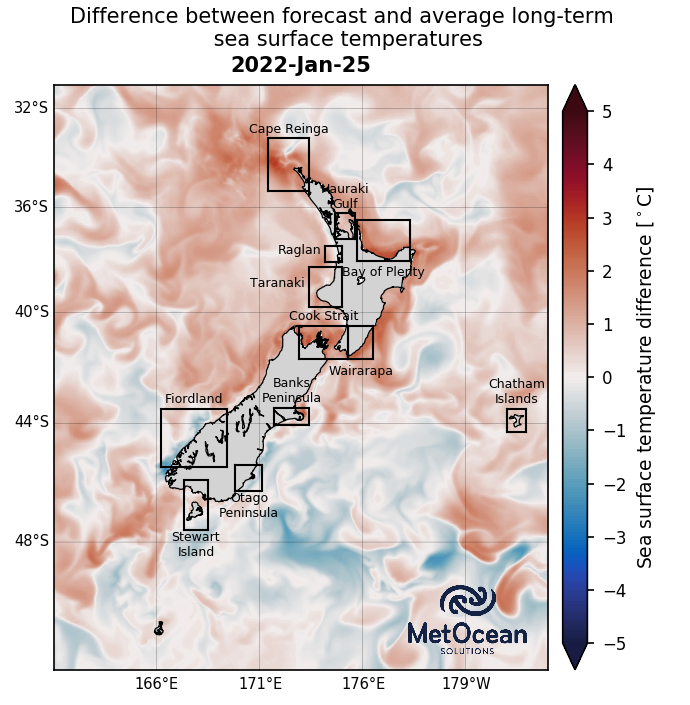 Difference between forecast and average long-term
sea surface temperatures
2022-Jan-25
32°S
36°S
40°S
44°S
48°S
Cape Reinga
Hauraki
Gulf
Raglan
Bay of Plenty
Taranaki
Cook Strait
Wairarapa
Banks
Peninsula
Fiordland
Chatham
Islands
Otago
Peninsula
Stewart
Island
MetOcean
SOLUTIONS
166°E
171°E
176°E
179°W
5
4
3
2
1
0
−1
−2
−3
−4
−5
Sea surface temperature difference [°C]